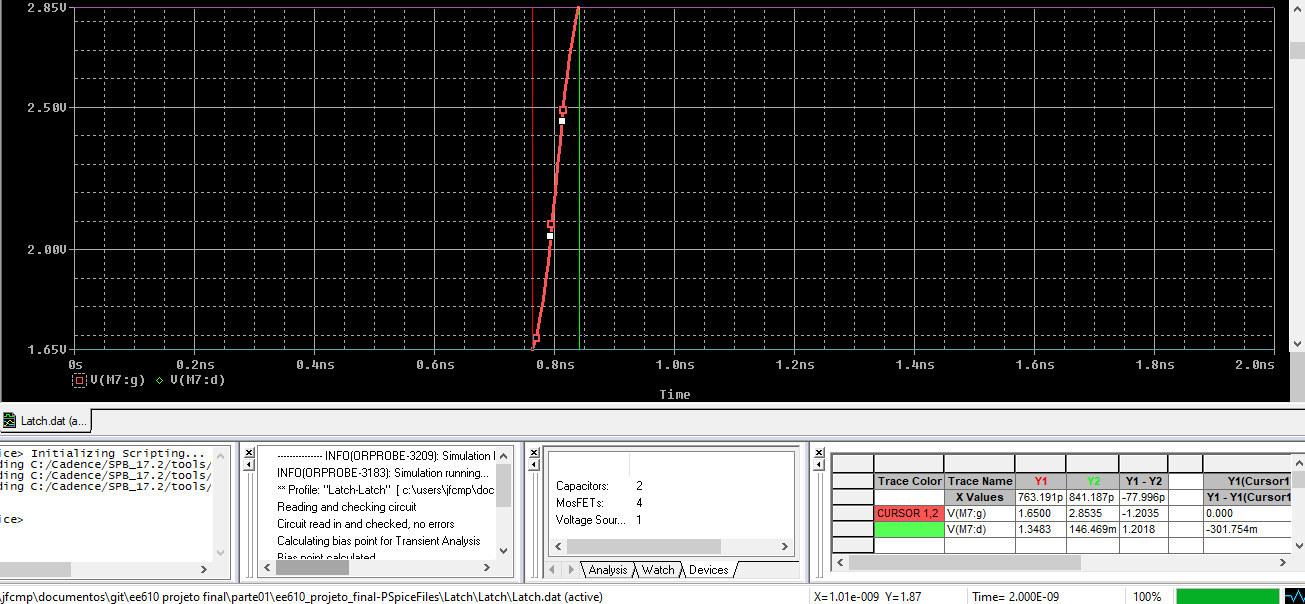 2.85V
2.50V
2.00V
1.65V
0s 0.2ns 0.4ns 0.6ns 0.8ns 1.0ns 1.2ns 1.4ns 1.6ns 1.8ns 2.0ns
V(M7:g) V(M7:d)
Time
Latch.dat (a...
ice> Initializing Scripting...
ding C:/Cadence/SPB_17.2/tools/
ding C:/Cadence/SPB_17.2/tools/
ding C:/Cadence/SPB_17.2/tools/
ice>
--------------- INFO(ORPROBE-3209): Simulation
INFO(ORPROBE-3183): Simulation running...
** Profile: "Latch-Latch" [ c:\users\jfcmp\doc
Reading and checking circuit
Circuit read in and checked, no errors
Calculating bias point for Transient Analysis
Bias point calculated
Capacitors: 2
MosFETs: 4
Voltage Sour... 1
Analysis Watch Devices
Trace Color Trace Name Y1 Y2 Y1 - Y2 Y1(Cursor1
X Values 763.191p 841.187p -77.996p Y1 - Y1(Cursor1
CURSOR 1,2 V(M7:g) 1.6500 2.8535 -1.2035 0.000
V(M7:d) 1.3483 146.469m 1.2018 -301.754m
\jfcmp\documentos\git\ee610 projeto final\parte01\ee610_projeto_final-PSpiceFiles\Latch\Latch\Latch.dat (active)
X=1.01e-009 Y=1.87 Time= 2.000E-09 100%